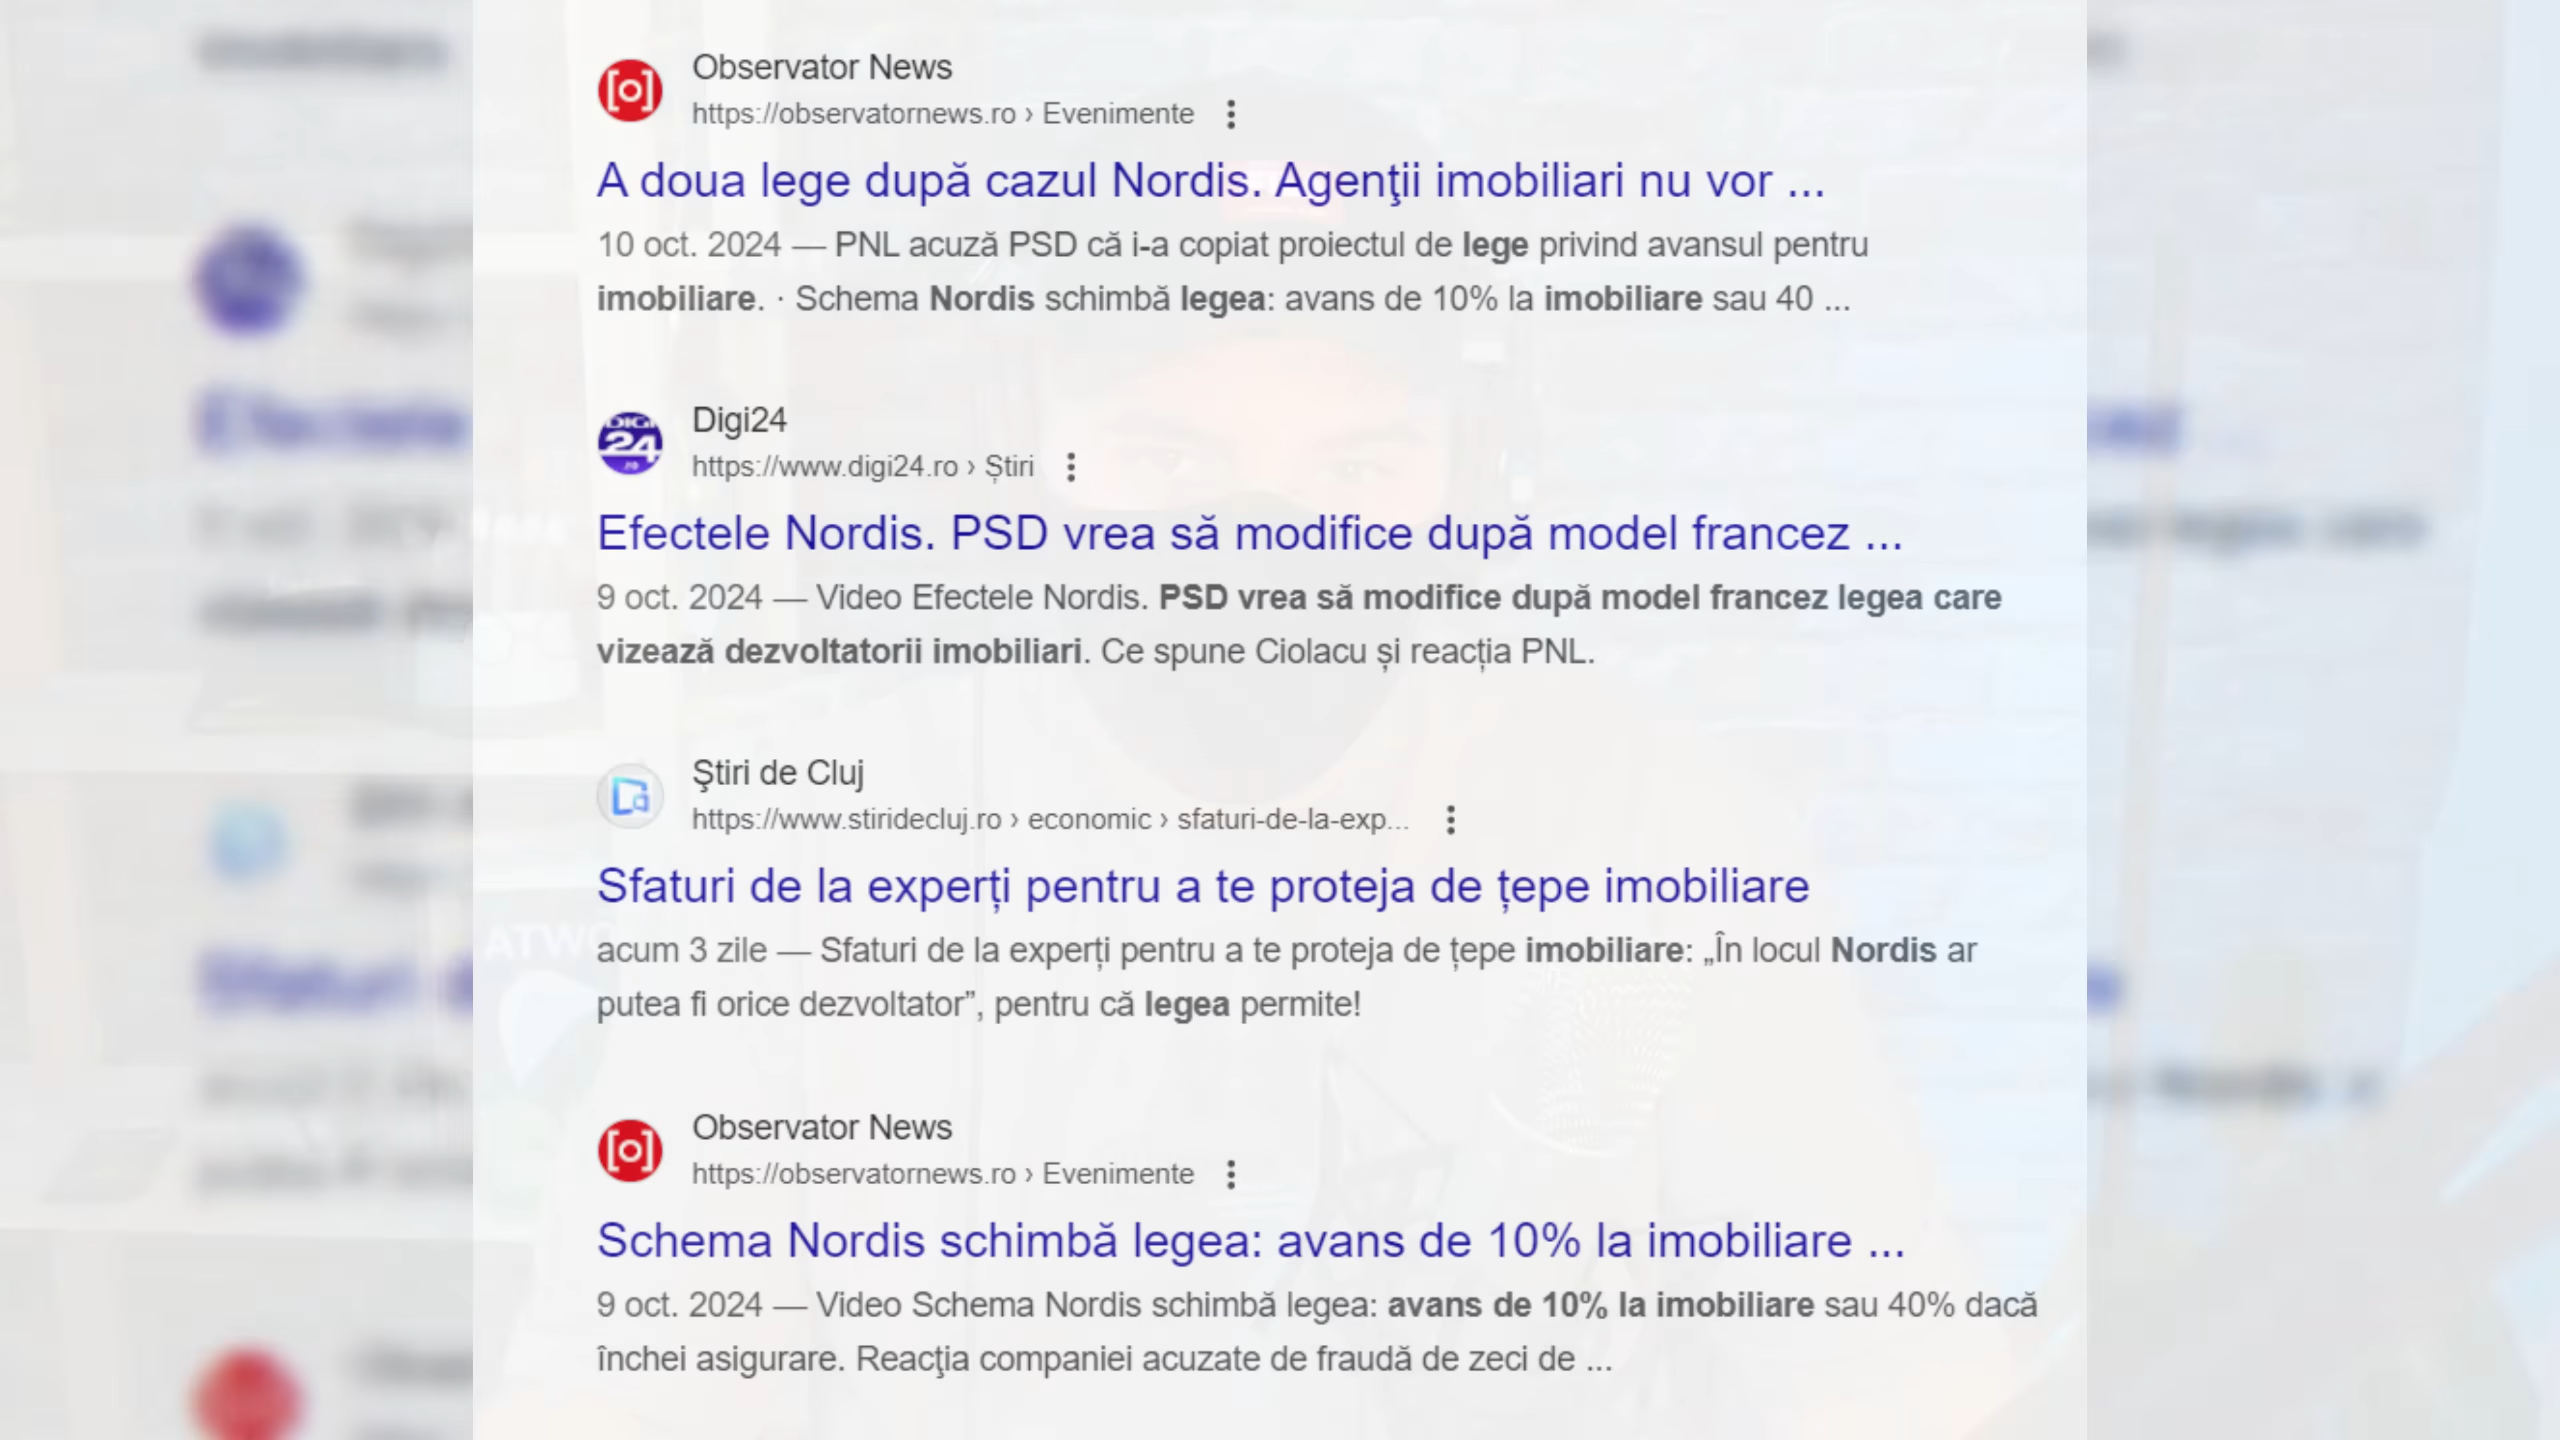 Observator News
https://observatornews.ro › Evenimente
A doua lege după cazul Nordis. Agenţii imobiliari nu vor ...
10 oct. 2024 — PNL acuză PSD că i-a copiat proiectul de lege privind avansul pentru
imobiliare. · Schema Nordis schimbă legea: avans de 10% la imobiliare sau 40 ...
DIGI
24
Digi24
https://www.digi24.ro › Știri
Efectele Nordis. PSD vrea să modifice după model francez ...
9 oct. 2024 — Video Efectele Nordis. PSD vrea să modifice după model francez legea care
vizează dezvoltatorii imobiliari. Ce spune Ciolacu și reacția PNL.
Ştiri de Cluj
https://www.stiridecluj.ro › economic › sfaturi-de-la-exp...
Sfaturi de la experți pentru a te proteja de țepe imobiliare
acum 3 zile — Sfaturi de la experți pentru a te proteja de țepe imobiliare: „În locul Nordis ar
putea fi orice dezvoltator”, pentru că legea permite!
Observator News
https://observatornews.ro › Evenimente
Schema Nordis schimbă legea: avans de 10% la imobiliare ...
9 oct. 2024 — Video Schema Nordis schimbă legea: avans de 10% la imobiliare sau 40% dacă
închei asigurare. Reacţia companiei acuzate de fraudă de zeci de ...